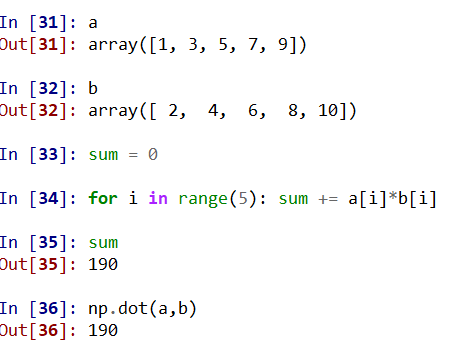 In [31]: a
Out[31]: array([1, 3, 5, 7, 9])
In [32]: b
Out[32]: array([ 2,  4,  6,  8, 10])
In [33]: sum = 0
In [34]: for i in range(5): sum += a[i]*b[i]
In [35]: sum
Out[35]: 190
In [36]: np.dot(a,b)
Out[36]: 190